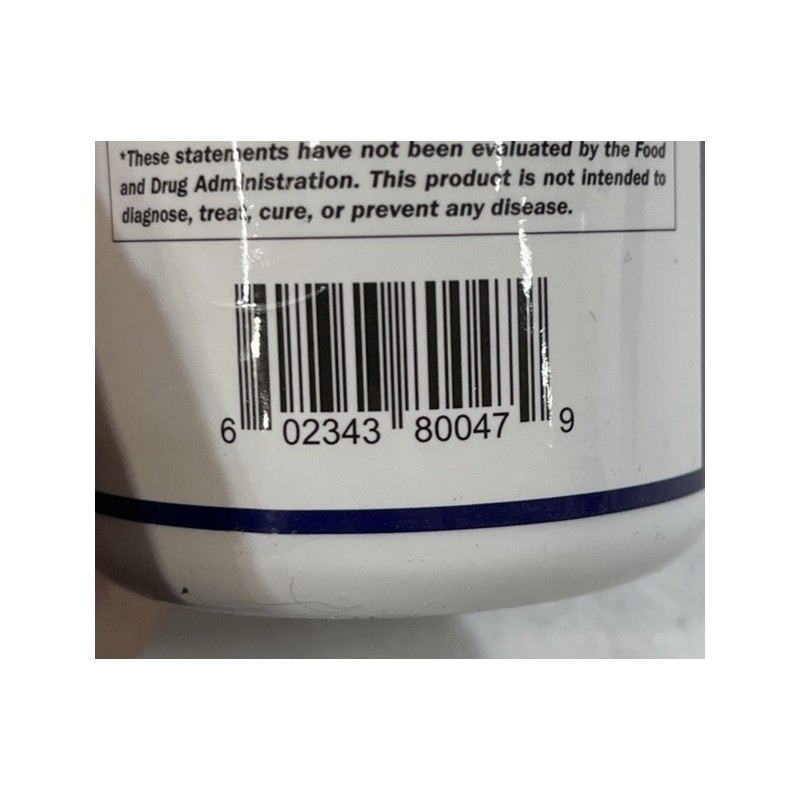 *These statements have not been evaluated by the Food
and Drug Administration. This product is not intended to
diagnose, treat, cure, or prevent any disease.
6 02343 80047 9